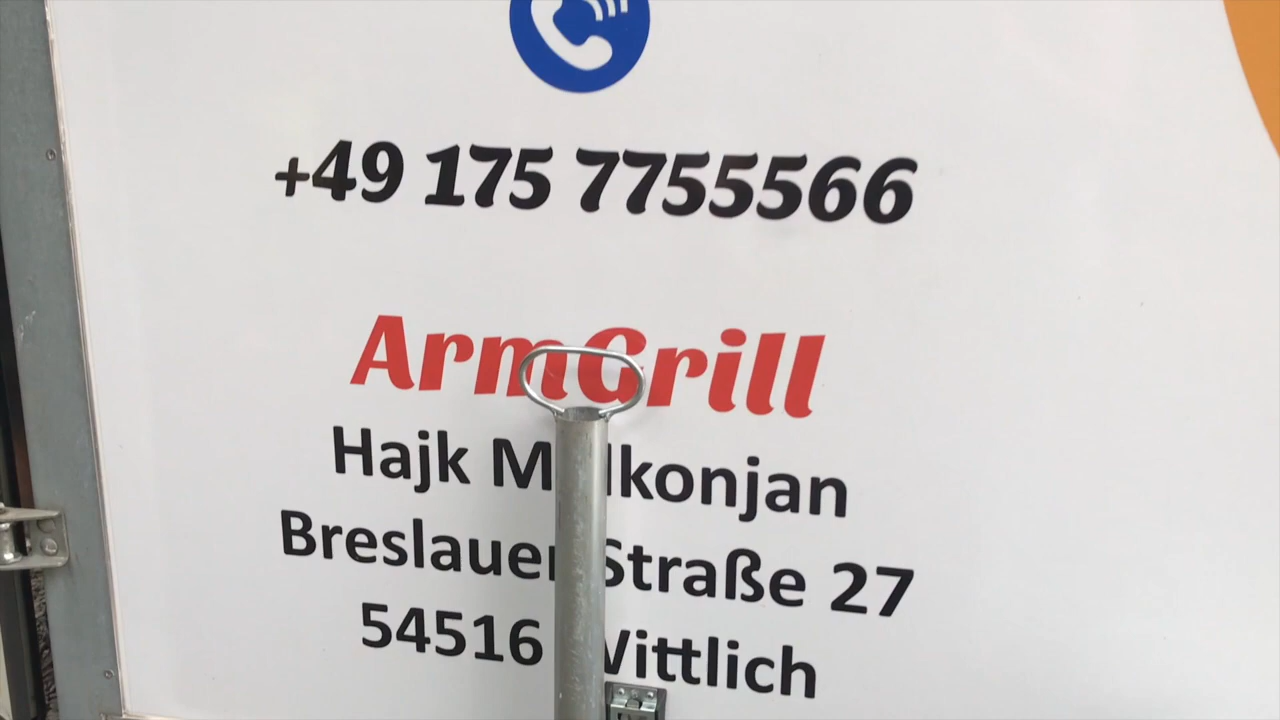 +49 175 7755566
ArmGrill
Hajk
Breslauer Straße 27
54516 Wittlich